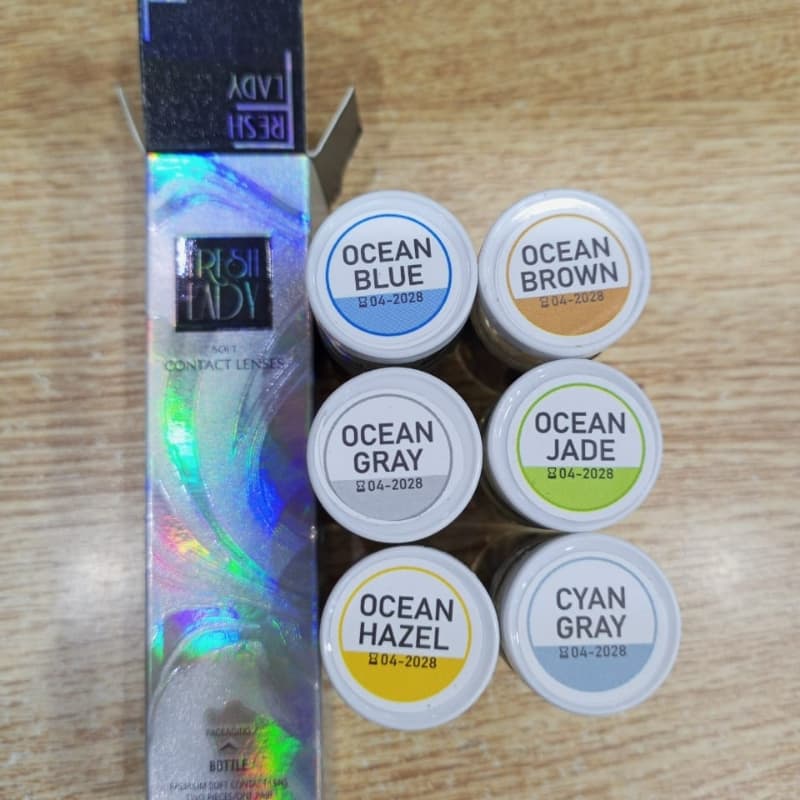 FRESH
LADY
FRESH
LADY
SOFT
CONTACT LENSES
PACKAGING
BOTTLE
OCEAN
BLUE
04-2028
OCEAN
BROWN
04-2028
OCEAN
GRAY
04-2028
OCEAN
JADE
04-2028
OCEAN
HAZEL
04-2028
CYAN
GRAY
04-2028